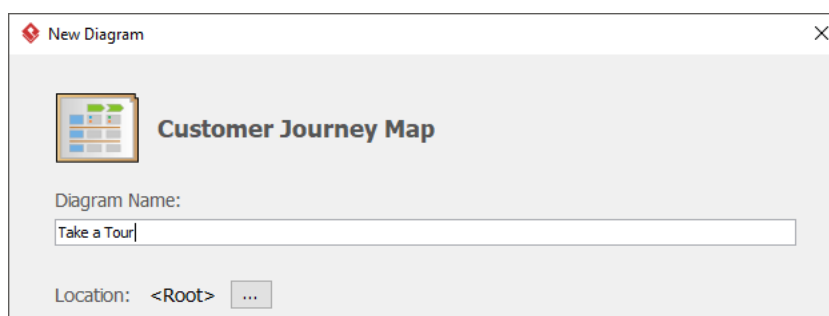 New Diagram
Customer Journey Map
Diagram Name:
Take a Tour
Location: <Root> ...